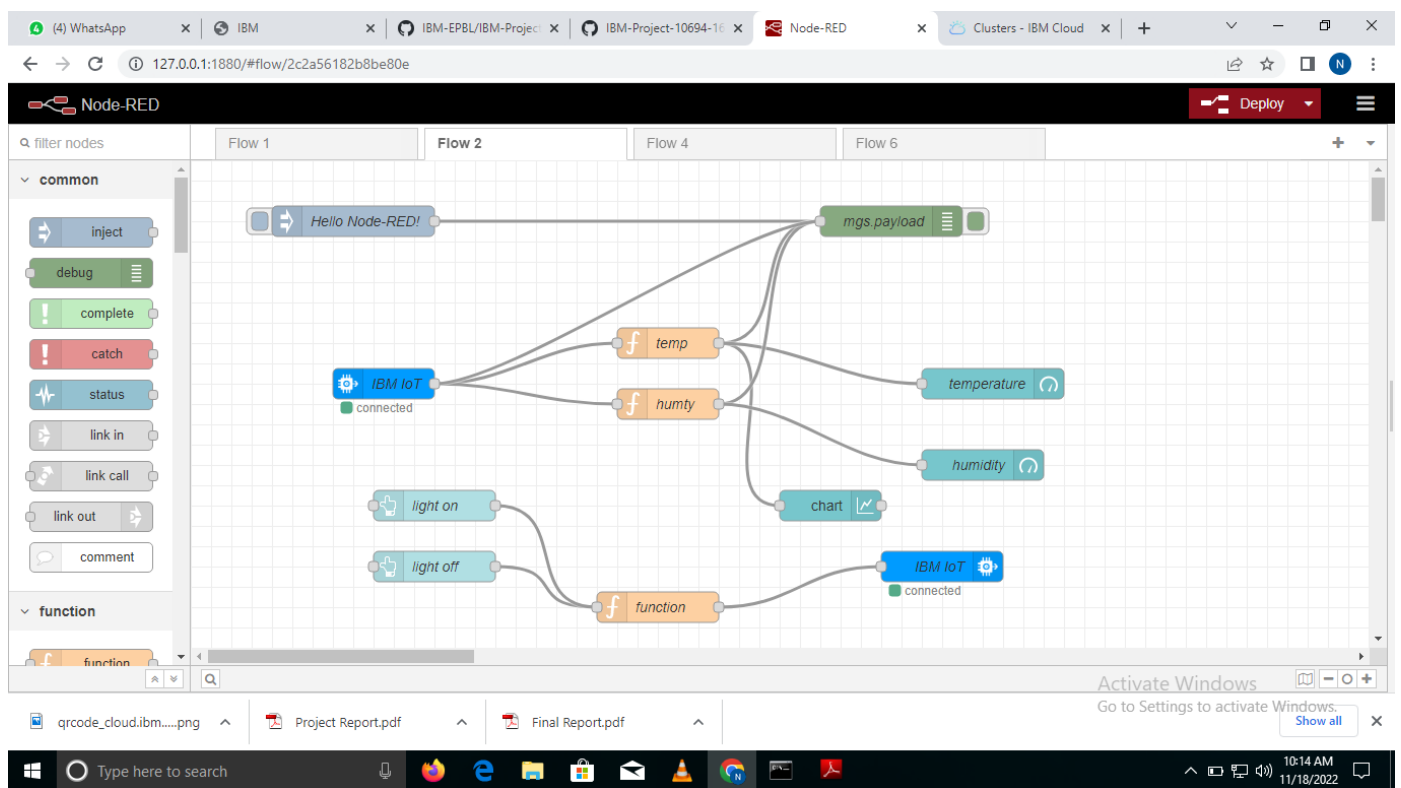 (4) WhatsApp
IBM
IBM-EPBL/IBM-Projec
IBM-Project-10694-16
Node-RED
Clusters - IBM Cloud
127.0.0.1:1880/#flow/2c2a56182b8be80e
N
Node-RED
Deploy
filter nodes
Flow 1
Flow 2
Flow 4
Flow 6
common
inject
debug
complete
catch
status
link in
link call
link out
comment
function
function
Hello Node-RED!
mgs.payload
temp
IBM IoT
connected
humty
temperature
humidity
light on
chart
light off
IBM IoT
connected
function
Activate Windows
Go to Settings to activate Windows.
qrcode_cloud.ibm.....png
Project Report.pdf
Final Report.pdf
Show all
Type here to search
10:14 AM
11/18/2022